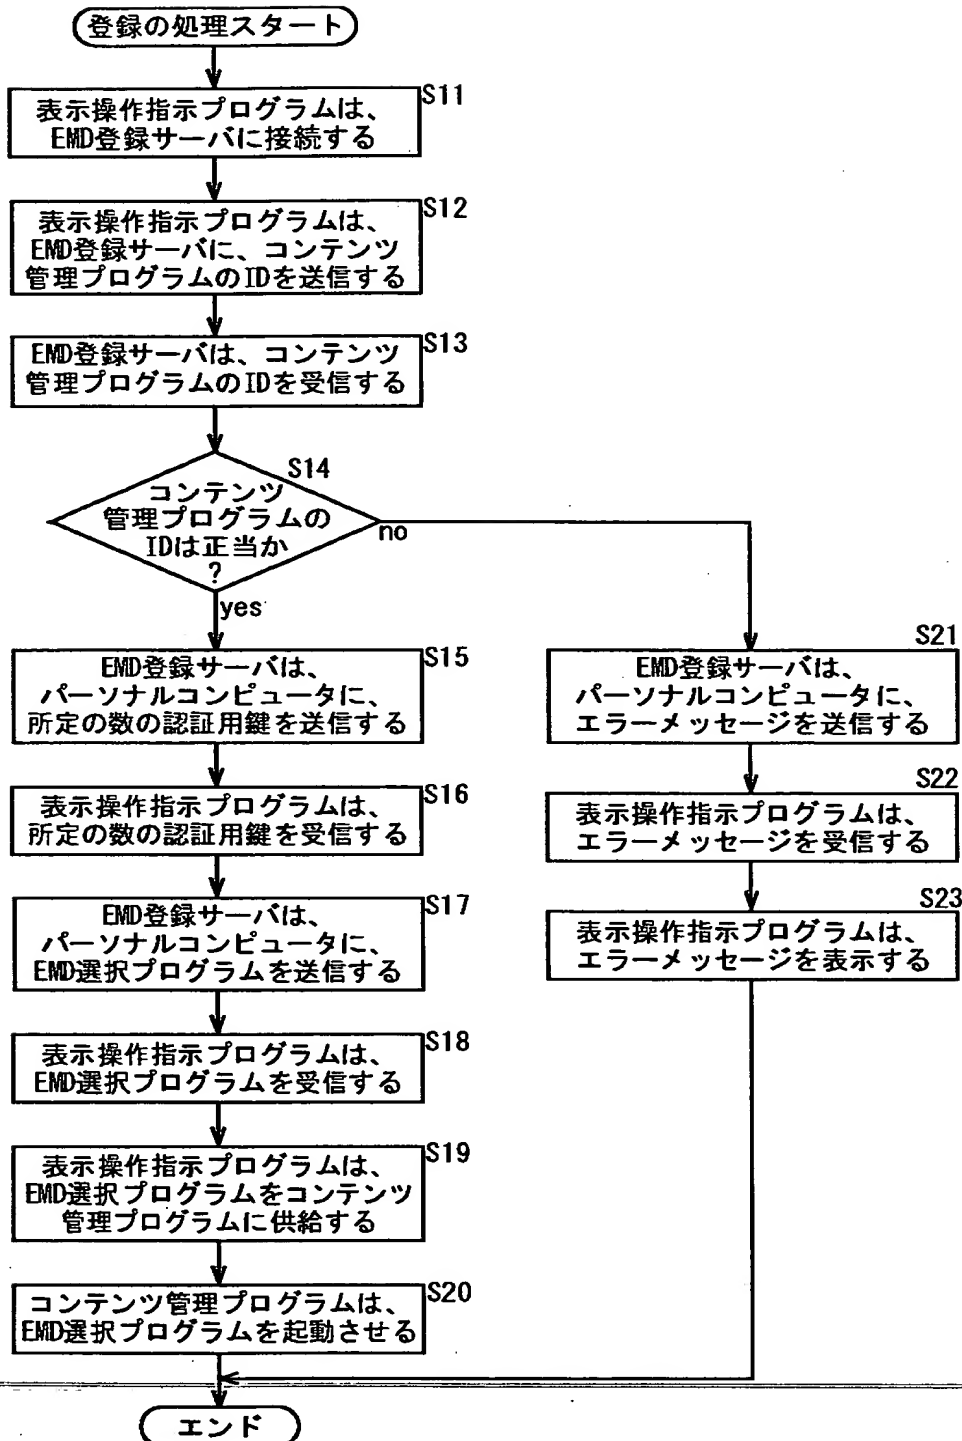 登録の処理スタート
S11
表示操作指示プログラムは、
EMD登録サーバに接続する
S12
表示操作指示プログラムは、
EMD登録サーバに、コンテンツ
管理プログラムのIDを送信する
S13
EMD登録サーバは、コンテンツ
管理プログラムのIDを受信する
S14
コンテンツ
管理プログラムの
IDは正当か
?
no
yes
S15
EMD登録サーバは、
パーソナルコンピュータに、
所定の数の認証用鍵を送信する
S16
表示操作指示プログラムは、
所定の数の認証用鍵を受信する
S17
EMD登録サーバは、
パーソナルコンピュータに、
EMD選択プログラムを送信する
S18
表示操作指示プログラムは、
EMD選択プログラムを受信する
S19
表示操作指示プログラムは、
EMD選択プログラムをコンテンツ
管理プログラムに供給する
S20
コンテンツ管理プログラムは、
EMD選択プログラムを起動させる
S21
EMD登録サーバは、
パーソナルコンピュータに、
エラーメッセージを送信する
S22
表示操作指示プログラムは、
エラーメッセージを受信する
S23
表示操作指示プログラムは、
エラーメッセージを表示する
エンド